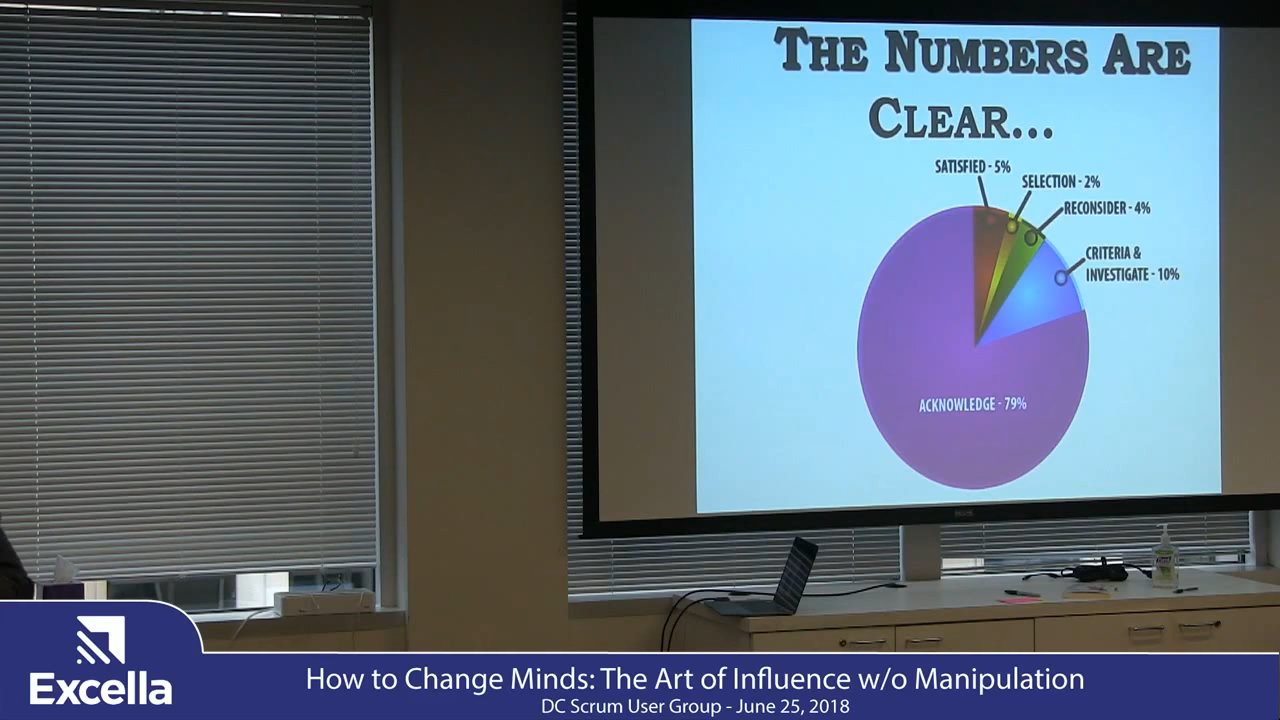 THE NUMBERS ARE
CLEAR...
SATISFIED - 5%
SELECTION - 2%
RECONSIDER - 4%
CRITERIA &
INVESTIGATE - 10%
ACKNOWLEDGE - 79%
Excella
How to Change Minds: The Art of Influence w/o Manipulation
DC Scrum User Group - June 25, 2018